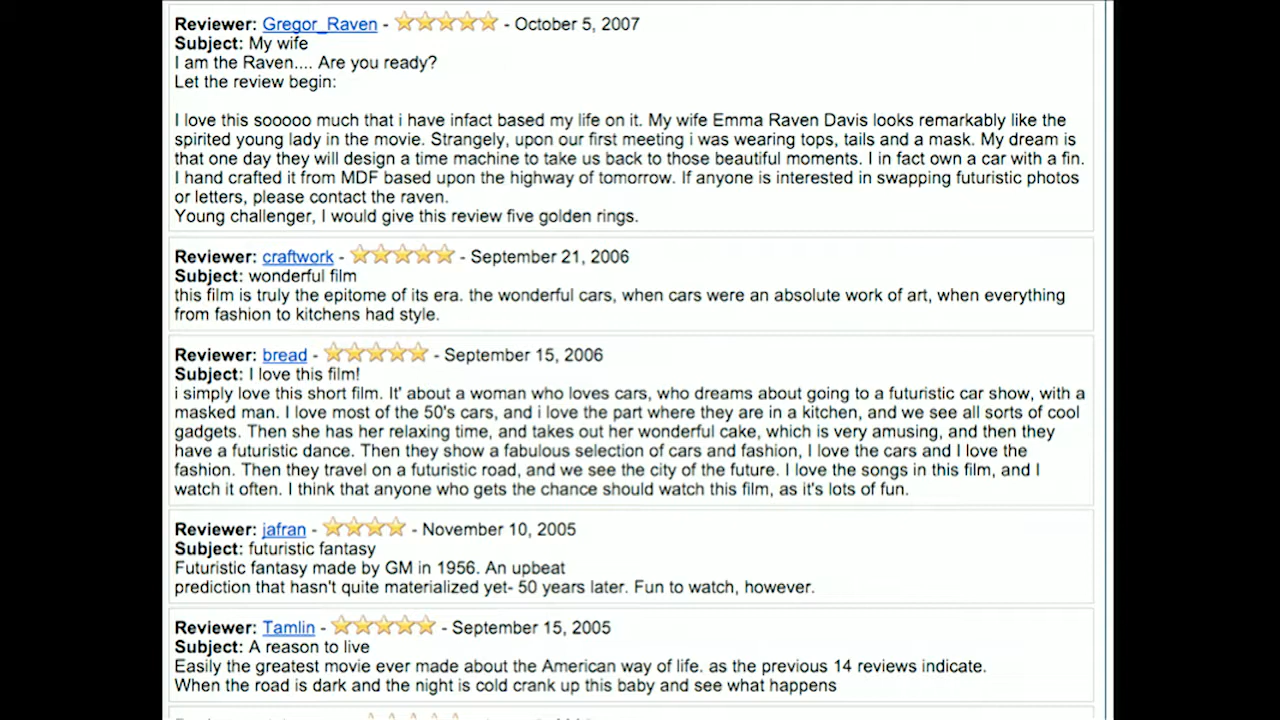 Reviewer: Gregor_Raven - - October 5, 2007
Subject: My wife
I am the Raven.... Are you ready?
Let the review begin:
I love this sooooo much that i have infact based my life on it. My wife Emma Raven Davis looks remarkably like the
spirited young lady in the movie. Strangely, upon our first meeting i was wearing tops, tails and a mask. My dream is
that one day they will design a time machine to take us back to those beautiful moments. I in fact own a car with a fin.
I hand crafted it from MDF based upon the highway of tomorrow. If anyone is interested in swapping futuristic photos
or letters, please contact the raven.
Young challenger, I would give this review five golden rings.
Reviewer: craftwork - - September 21, 2006
Subject: wonderful film
this film is truly the epitome of its era. the wonderful cars, when cars were an absolute work of art, when everything
from fashion to kitchens had style.
Reviewer: bread - - September 15, 2006
Subject: I love this film!
i simply love this short film. It' about a woman who loves cars, who dreams about going to a futuristic car show, with a
masked man. I love most of the 50's cars, and i love the part where they are in a kitchen, and we see all sorts of cool
gadgets. Then she has her relaxing time, and takes out her wonderful cake, which is very amusing, and then they
have a futuristic dance. Then they show a fabulous selection of cars and fashion, I love the cars and I love the
fashion. Then they travel on a futuristic road, and we see the city of the future. I love the songs in this film, and I
watch it often. I think that anyone who gets the chance should watch this film, as it's lots of fun.
Reviewer: jafran - - November 10, 2005
Subject: futuristic fantasy
Futuristic fantasy made by GM in 1956. An upbeat
prediction that hasn't quite materialized yet- 50 years later. Fun to watch, however.
Reviewer: Tamlin - - September 15, 2005
Subject: A reason to live
Easily the greatest movie ever made about the American way of life. as the previous 14 reviews indicate.
When the road is dark and the night is cold crank up this baby and see what happens